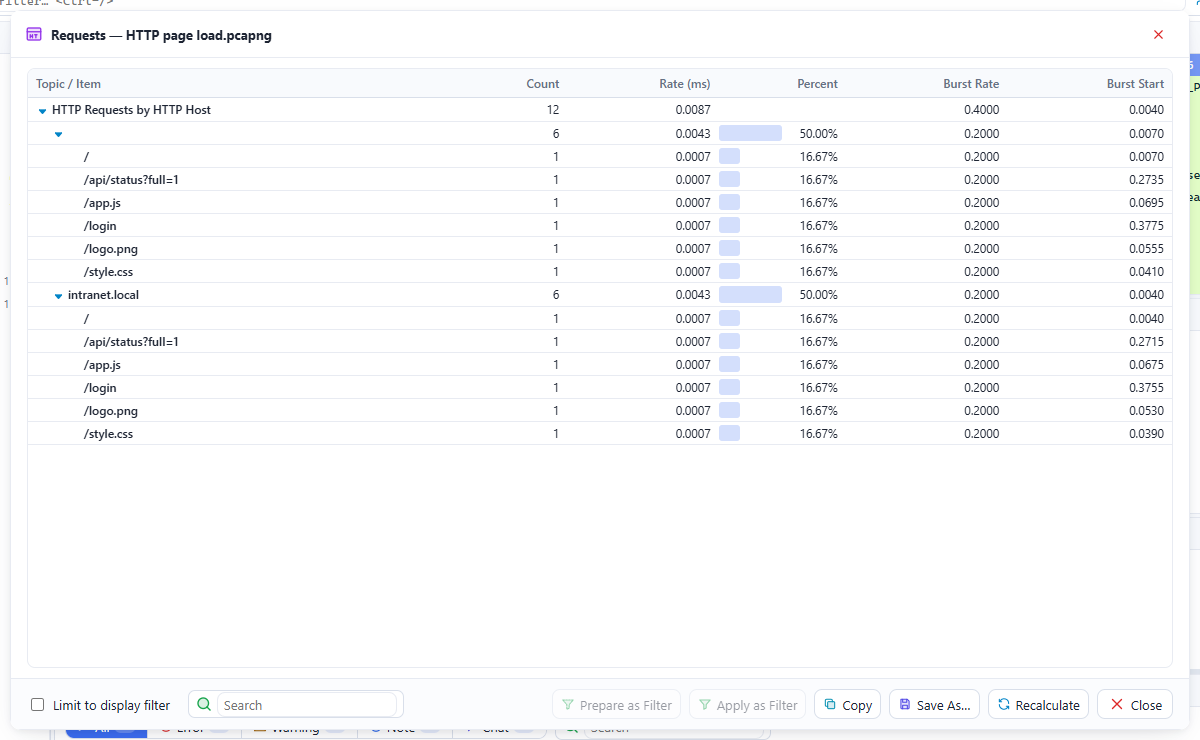 Filter… <Ctrl-/>
Requests — HTTP page load.pcapng
Topic / Item Count Rate (ms) Percent Burst Rate Burst Start
HTTP Requests by HTTP Host 12 0.0087 0.4000 0.0040
6 0.0043 50.00% 0.2000 0.0070
/ 1 0.0007 16.67% 0.2000 0.0070
/api/status?full=1 1 0.0007 16.67% 0.2000 0.2735
/app.js 1 0.0007 16.67% 0.2000 0.0695
/login 1 0.0007 16.67% 0.2000 0.3775
/logo.png 1 0.0007 16.67% 0.2000 0.0555
/style.css 1 0.0007 16.67% 0.2000 0.0410
intranet.local 6 0.0043 50.00% 0.2000 0.0040
/ 1 0.0007 16.67% 0.2000 0.0040
/api/status?full=1 1 0.0007 16.67% 0.2000 0.2715
/app.js 1 0.0007 16.67% 0.2000 0.0675
/login 1 0.0007 16.67% 0.2000 0.3755
/logo.png 1 0.0007 16.67% 0.2000 0.0530
/style.css 1 0.0007 16.67% 0.2000 0.0390
Limit to display filter Search Prepare as Filter Apply as Filter Copy Save As... Recalculate Close
All Error Warning Note Chat Search